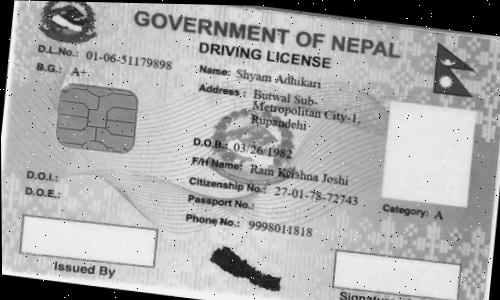 GOVERNMENT OF NEPAL
DRIVING LICENSE
D.L.No.: 01-06-51179898
B.G.: A+
Name: Shyam Adhikari
Address.: Butwal Sub-
Metropolitan City-1,
Rupandehi
D.O.B.: 03/26/1982
F/H Name: Ram Krishna Joshi
D.O.I.:
Citizenship No.: 27-01-78-72743
D.O.E.:
Passport No.:
Category: A
Phone No.: 9998011818
Issued By